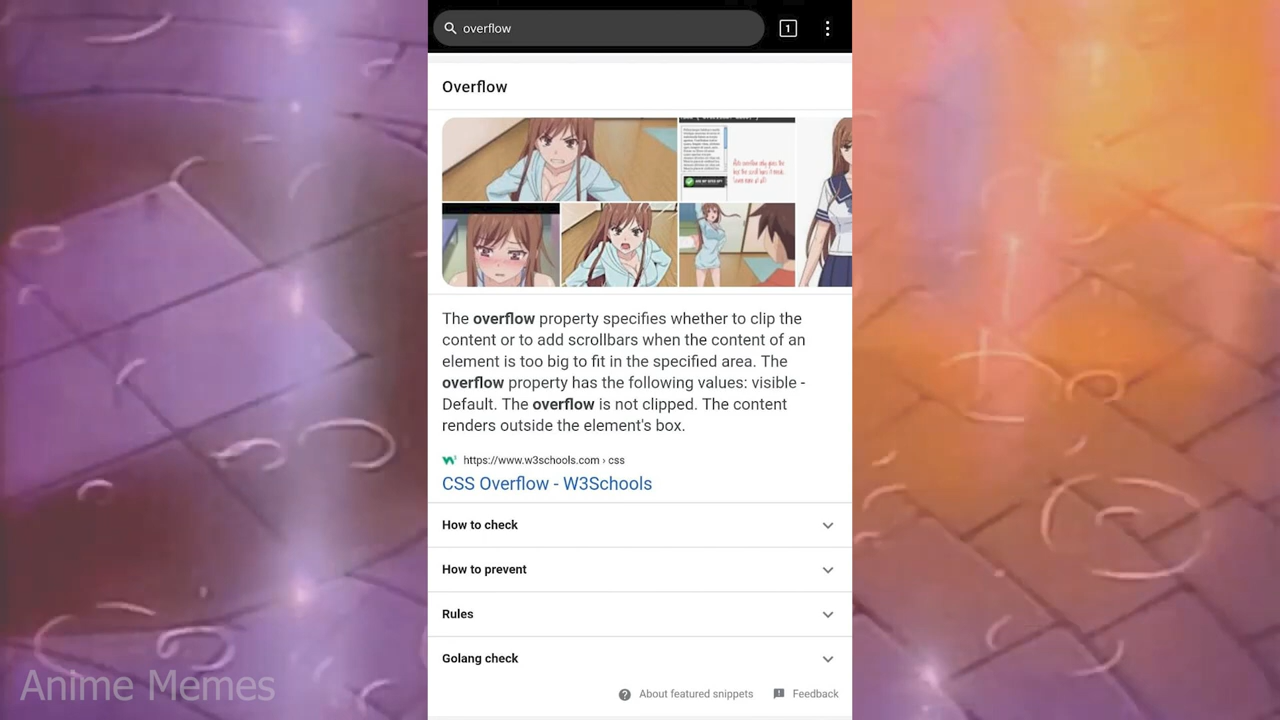 overflow
1
Overflow
The overflow property specifies whether to clip the
content or to add scrollbars when the content of an
element is too big to fit in the specified area. The
overflow property has the following values: visible -
Default. The overflow is not clipped. The content
renders outside the element's box.
https://www.w3schools.com › css
CSS Overflow - W3Schools
How to check
How to prevent
Rules
Golang check
About featured snippets
Feedback
Anime Memes